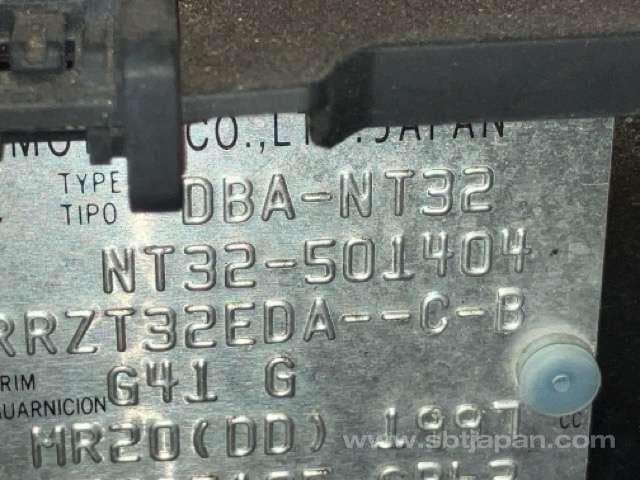 CO.,LTD.JAPAN
TYPE DBA-NT32
TIPO
NT32-501404
RRZT32EDA--C-B
RIM G41 G
GUARNICION
MR20(DD) 1997 CC
www.sbtjapan.com